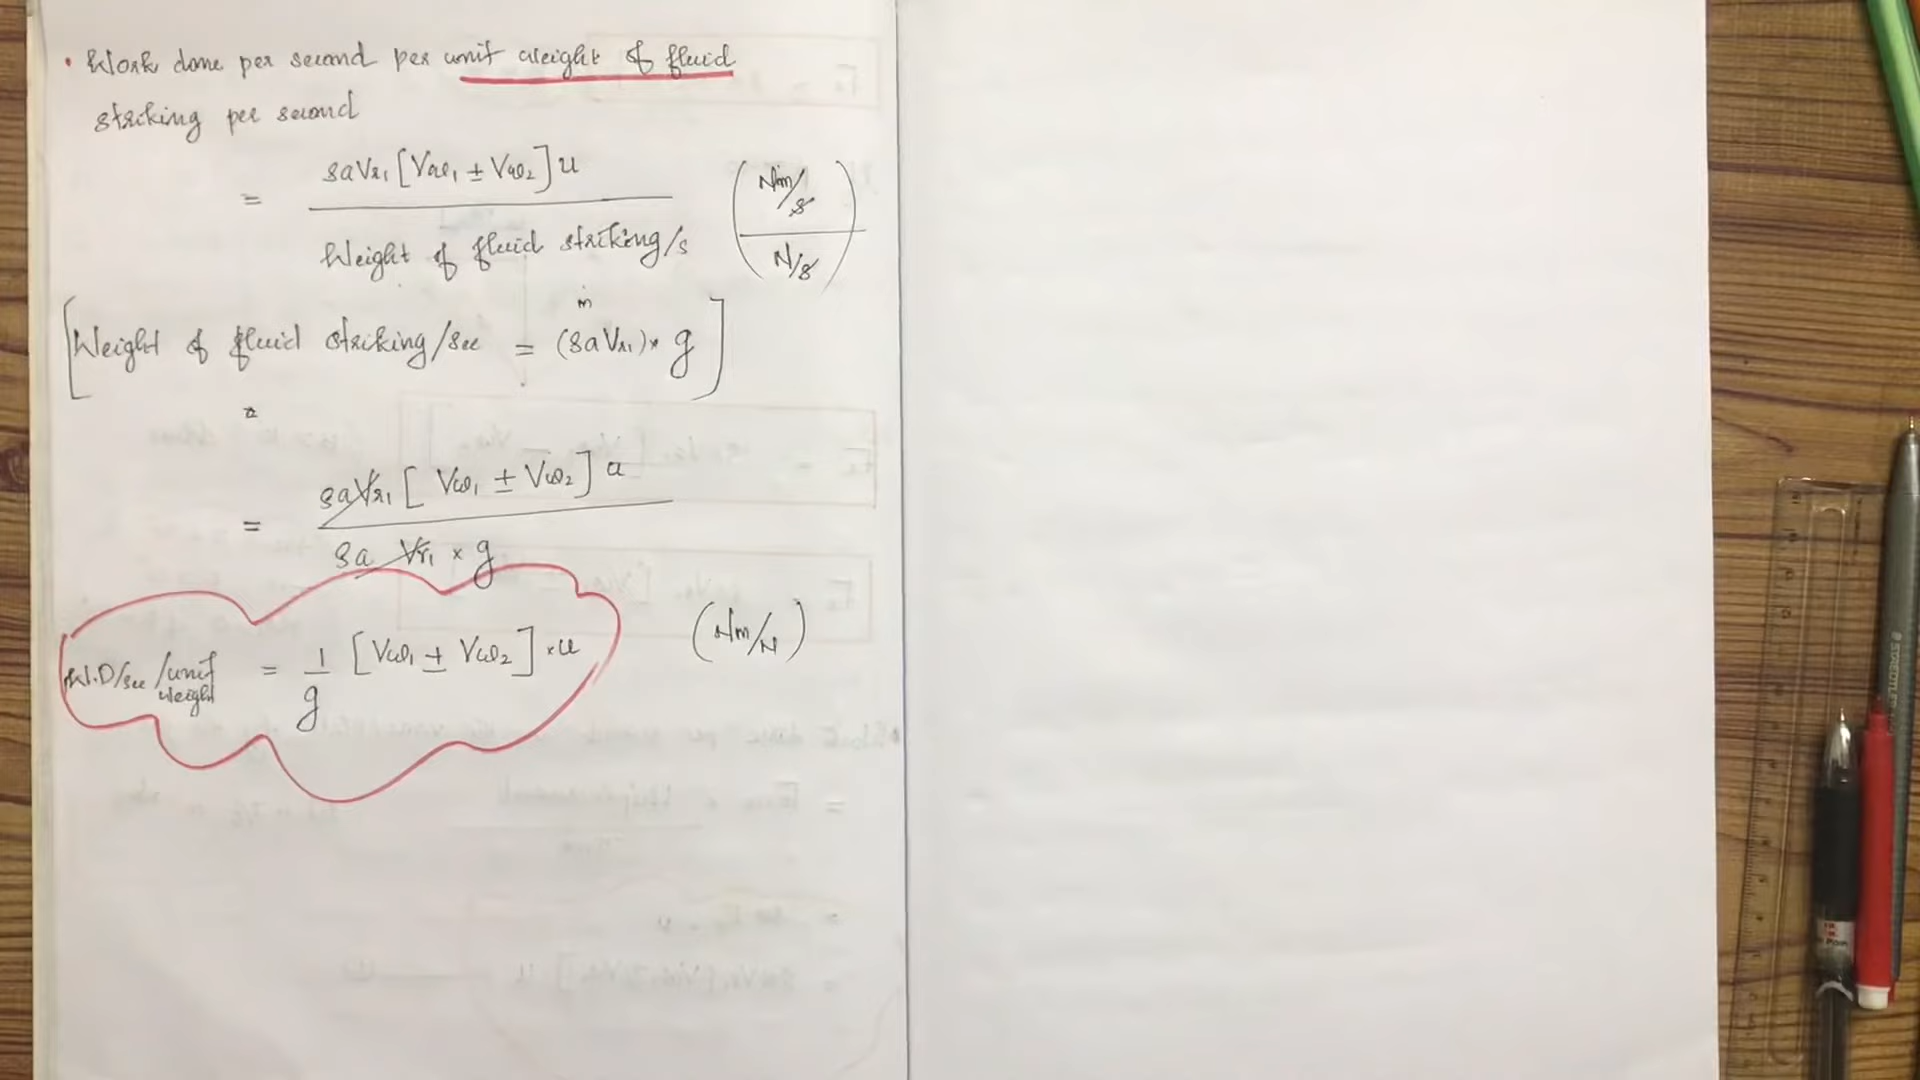 • Work done per second per unit weight of fluid
striking per second
= ρaVr₁ [Vw₁ ± Vw₂] u / Weight of fluid striking/s (Nm/s / N/s)
ṁ
[Weight of fluid striking/sec = (ρaVr₁) × g]
= ρaVr₁ [Vw₁ ± Vw₂] u / ρa Vr₁ × g
W.D/sec/unit weight = 1/g [Vw₁ ± Vw₂] × u (Nm/N)